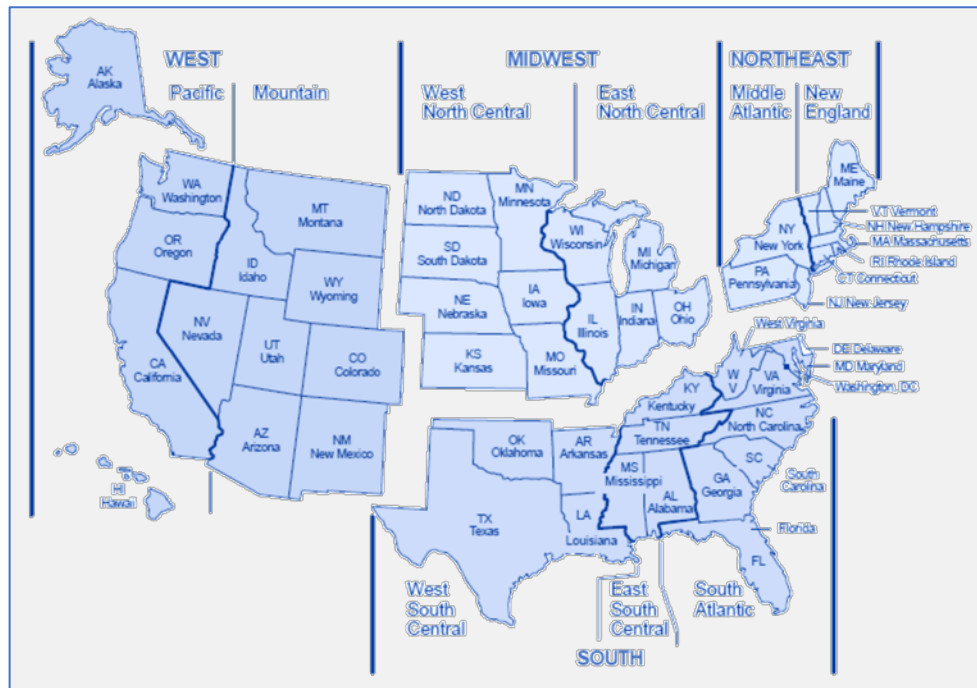 WEST
MIDWEST
NORTHEAST
Pacific
Mountain
West
North Central
East
North Central
Middle
Atlantic
New
England
AK
Alaska
WA
Washington
MT
Montana
ND
North Dakota
MN
Minnesota
ME
Maine
OR
Oregon
ID
Idaho
WY
Wyoming
SD
South Dakota
WI
Wisconsin
MI
Michigan
NY
New York
VT Vermont
NH New Hampshire
MA Massachusetts
RI Rhode Island
CT Connecticut
NJ New Jersey
PA
Pennsylvania
NE
Nebraska
IA
Iowa
IL
Illinois
IN
Indiana
OH
Ohio
NV
Nevada
UT
Utah
CO
Colorado
CA
California
KS
Kansas
MO
Missouri
West Virginia
W
V
VA
Virginia
DE Delaware
MD Maryland
Washington, DC
KY
Kentucky
NC
North Carolina
TN
Tennessee
AZ
Arizona
NM
New Mexico
OK
Oklahoma
AR
Arkansas
MS
Mississippi
AL
Alabama
GA
Georgia
SC
South
Carolina
HI
Hawaii
TX
Texas
LA
Louisiana
Florida
FL
West
South
Central
East
South
Central
South
Atlantic
SOUTH